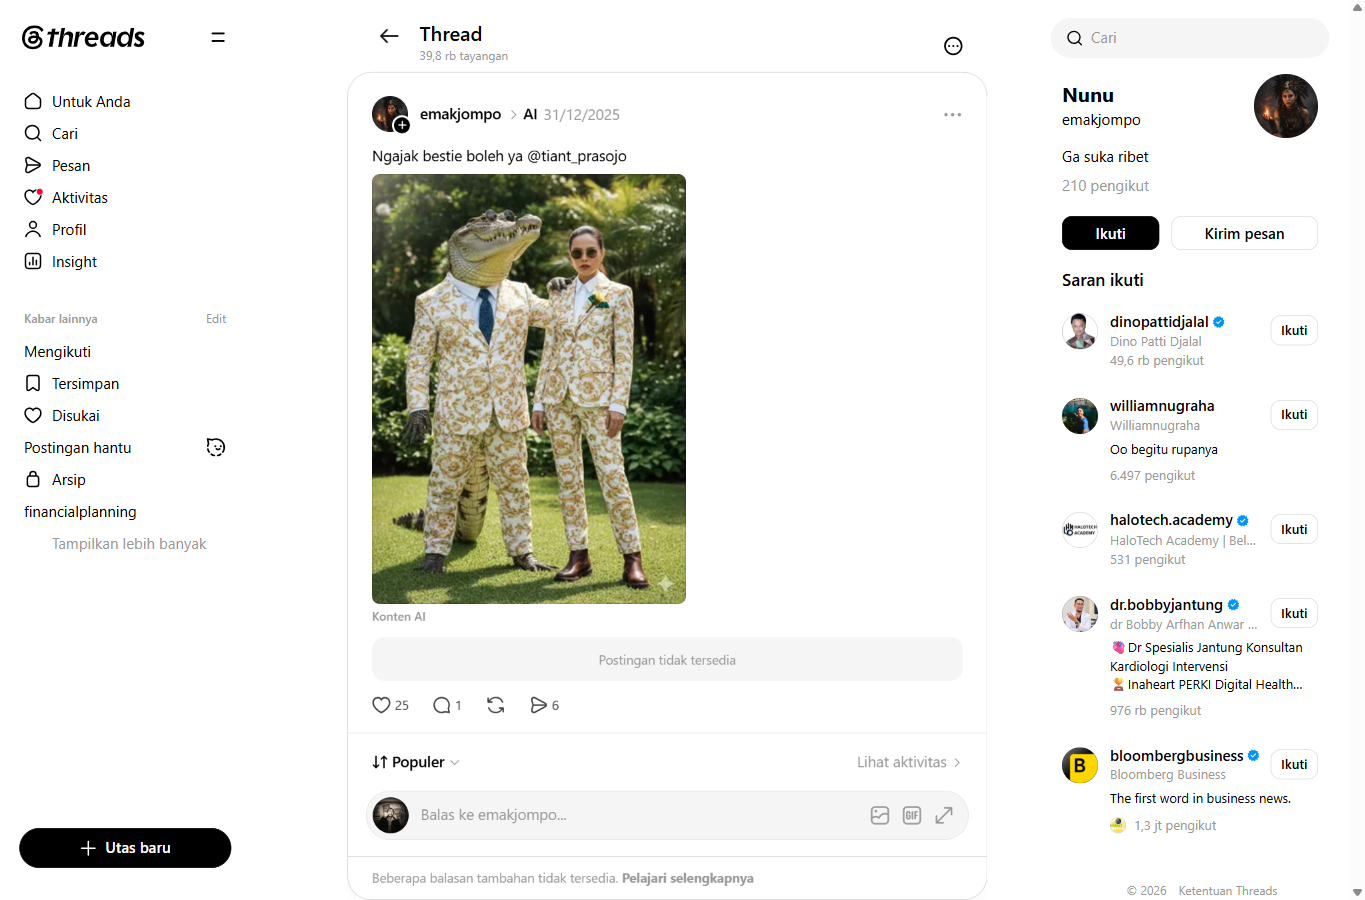 threads
Untuk Anda
Cari
Pesan
Aktivitas
Profil
Insight
Kabar lainnya
Edit
Mengikuti
Tersimpan
Disukai
Postingan hantu
Arsip
financialplanning
Tampilkan lebih banyak
Utas baru
Thread
39,8 rb tayangan
emakjompo > AI 31/12/2025
Ngajak bestie boleh ya @tiant_prasojo
Konten AI
Postingan tidak tersedia
25 1 6
Populer
Lihat aktivitas >
Balas ke emakjompo...
GIF
Beberapa balasan tambahan tidak tersedia. Pelajari selengkapnya
Cari
Nunu
emakjompo
Ga suka ribet
210 pengikut
Ikuti
Kirim pesan
Saran ikuti
dinopattidjalal
Dino Patti Djalal
49,6 rb pengikut
Ikuti
williamnugraha
Williamnugraha
Oo begitu rupanya
6.497 pengikut
Ikuti
HALOTECH
ACADEMY
halotech.academy
HaloTech Academy | Bel...
531 pengikut
Ikuti
dr.bobbyjantung
dr Bobby Arfhan Anwar ...
Dr Spesialis Jantung Konsultan
Kardiologi Intervensi
Inaheart PERKI Digital Health...
976 rb pengikut
Ikuti
B
bloombergbusiness
Bloomberg Business
The first word in business news.
1,3 jt pengikut
Ikuti
© 2026 Ketentuan Threads